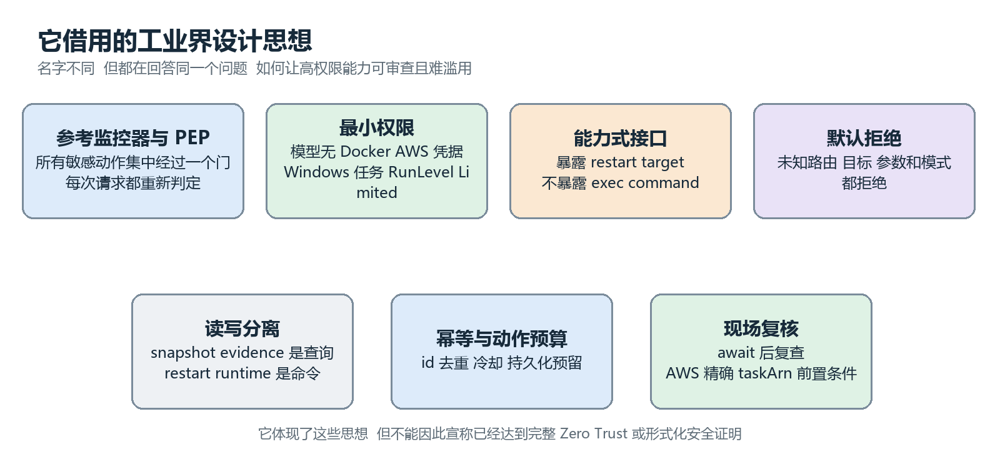 它借用的工业界设计思想
名字不同 但都在回答同一个问题 如何让高权限能力可审查且难滥用
参考监控器与 PEP
所有敏感动作集中经过一个门
每次请求都重新判定
最小权限
模型无 Docker AWS 凭据
Windows 任务 RunLevel Li
mited
能力式接口
暴露 restart target
不暴露 exec command
默认拒绝
未知路由 目标 参数和模式
都拒绝
读写分离
snapshot evidence 是查询
restart runtime 是命令
幂等与动作预算
id 去重 冷却 持久化预留
现场复核
await 后复查
AWS 精确 taskArn 前置条件
它体现了这些思想 但不能因此宣称已经达到完整 Zero Trust 或形式化安全证明